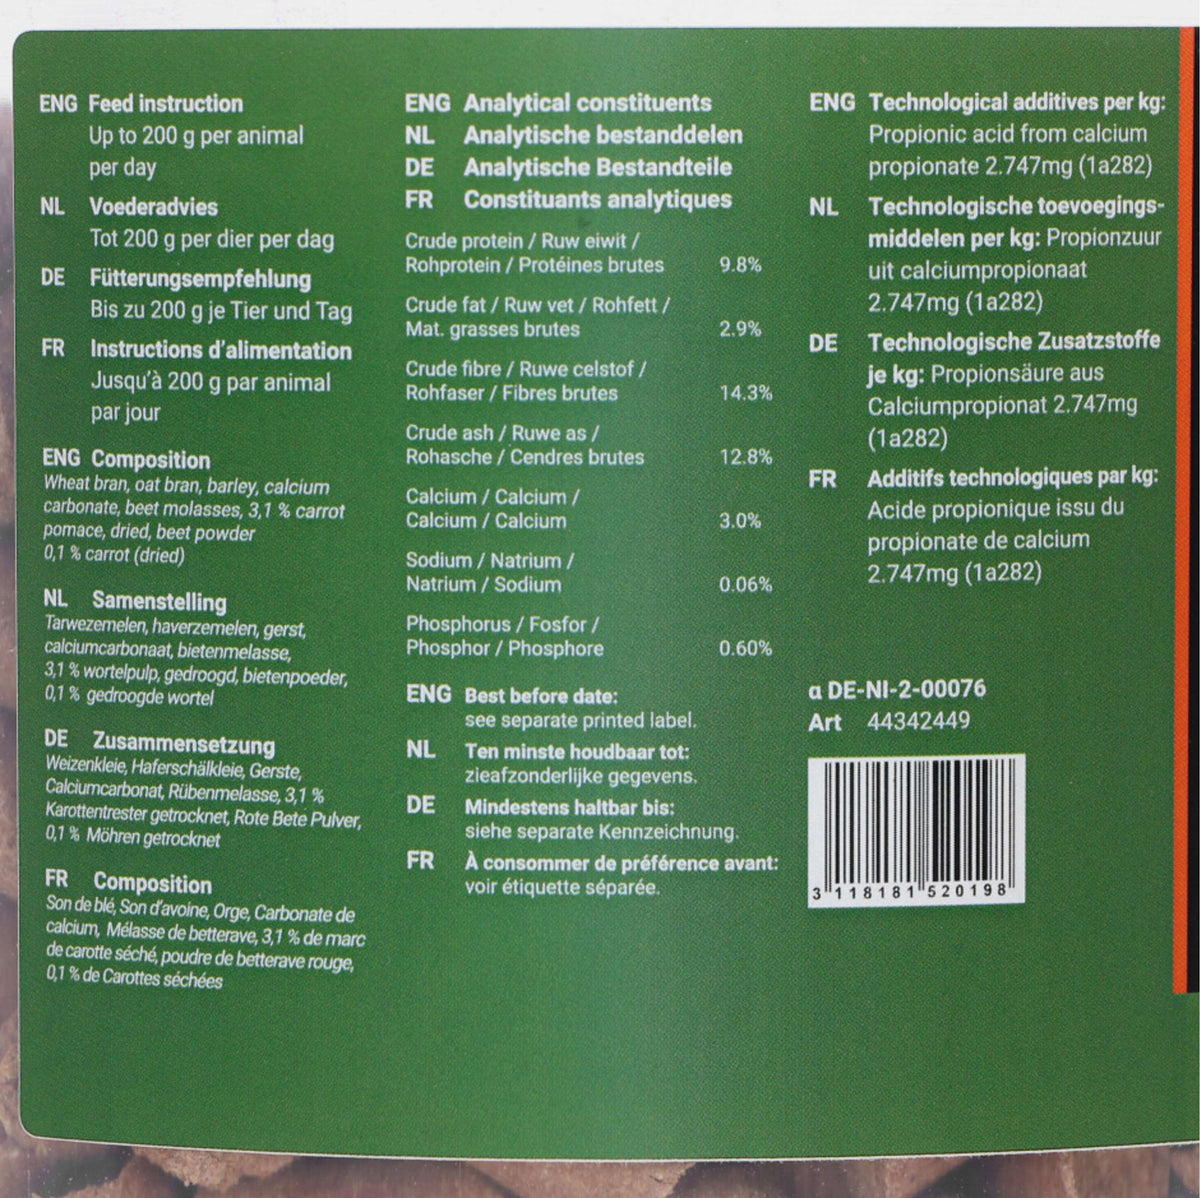 ENG Feed instruction
Up to 200 g per animal
per day
NL Voederadvies
Tot 200 g per dier per dag
DE Fütterungsempfehlung
Bis zu 200 g je Tier und Tag
FR Instructions d'alimentation
Jusqu'à 200 g par animal
par jour
ENG Composition
Wheat bran, oat bran, barley, calcium
carbonate, beet molasses, 3,1 % carrot
pomace, dried, beet powder
0,1 % carrot (dried)
NL Samenstelling
Tarwezemelen, haverzemelen, gerst,
calciumcarbonaat, bietenmelasse,
3,1 % wortelpulp, gedroogd, bietenpoeder,
0,1 % gedroogde wortel
DE Zusammensetzung
Weizenkleie, Haferschälkleie, Gerste,
Calciumcarbonat, Rübenmelasse, 3,1 %
Karottentrester getrocknet, Rote Bete Pulver,
0,1 % Möhren getrocknet
FR Composition
Son de blé, Son d'avoine, Orge, Carbonate de
calcium, Mélasse de betterave, 3,1 % de marc
de carotte séché, poudre de betterave rouge,
0,1 % de Carottes séchées
ENG Analytical constituents
NL Analytische bestanddelen
DE Analytische Bestandteile
FR Constituants analytiques
Crude protein / Ruw eiwit /
Rohprotein / Protéines brutes 9.8%
Crude fat / Ruw vet / Rohfett /
Mat. grasses brutes 2.9%
Crude fibre / Ruwe celstof /
Rohfaser / Fibres brutes 14.3%
Crude ash / Ruwe as /
Rohasche / Cendres brutes 12.8%
Calcium / Calcium /
Calcium / Calcium 3.0%
Sodium / Natrium /
Natrium / Sodium 0.06%
Phosphorus / Fosfor /
Phosphor / Phosphore 0.60%
ENG Best before date:
see separate printed label.
NL Ten minste houdbaar tot:
zieafzonderlijke gegevens.
DE Mindestens haltbar bis:
siehe separate Kennzeichnung.
FR À consommer de préférence avant:
voir étiquette séparée.
ENG Technological additives per kg:
Propionic acid from calcium
propionate 2.747mg (1a282)
NL Technologische toevoegings-
middelen per kg: Propionzuur
uit calciumpropionaat
2.747mg (1a282)
DE Technologische Zusatzstoffe
je kg: Propionsäure aus
Calciumpropionat 2.747mg
(1a282)
FR Additifs technologiques par kg:
Acide propionique issu du
propionate de calcium
2.747mg (1a282)
α DE-NI-2-00076
Art 44342449
3 118181 520198